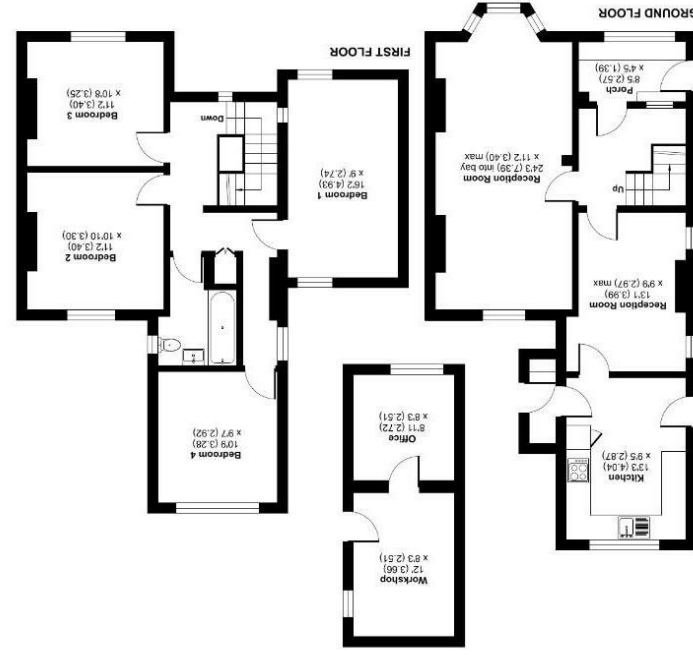 Kitchen
13'3 (4.04)
x 9'5 (2.87)
Reception Room
13'1 (3.99)
x 9'9 (2.97) max
Up
Reception Room
24'3 (7.39) into bay
x 11'2 (3.40) max
Porch
8'5 (2.57)
x 4'5 (1.39)
GROUND FLOOR
Workshop
12' (3.66)
x 8'3 (2.51)
Office
8'11 (2.72)
x 8'3 (2.51)
Bedroom 4
10'9 (3.28)
x 9'7 (2.92)
Bedroom 1
16'2 (4.93)
x 9' (2.74)
Bedroom 2
11'2 (3.40)
x 10'10 (3.30)
Down
Bedroom 3
11'2 (3.40)
x 10'8 (3.25)
FIRST FLOOR